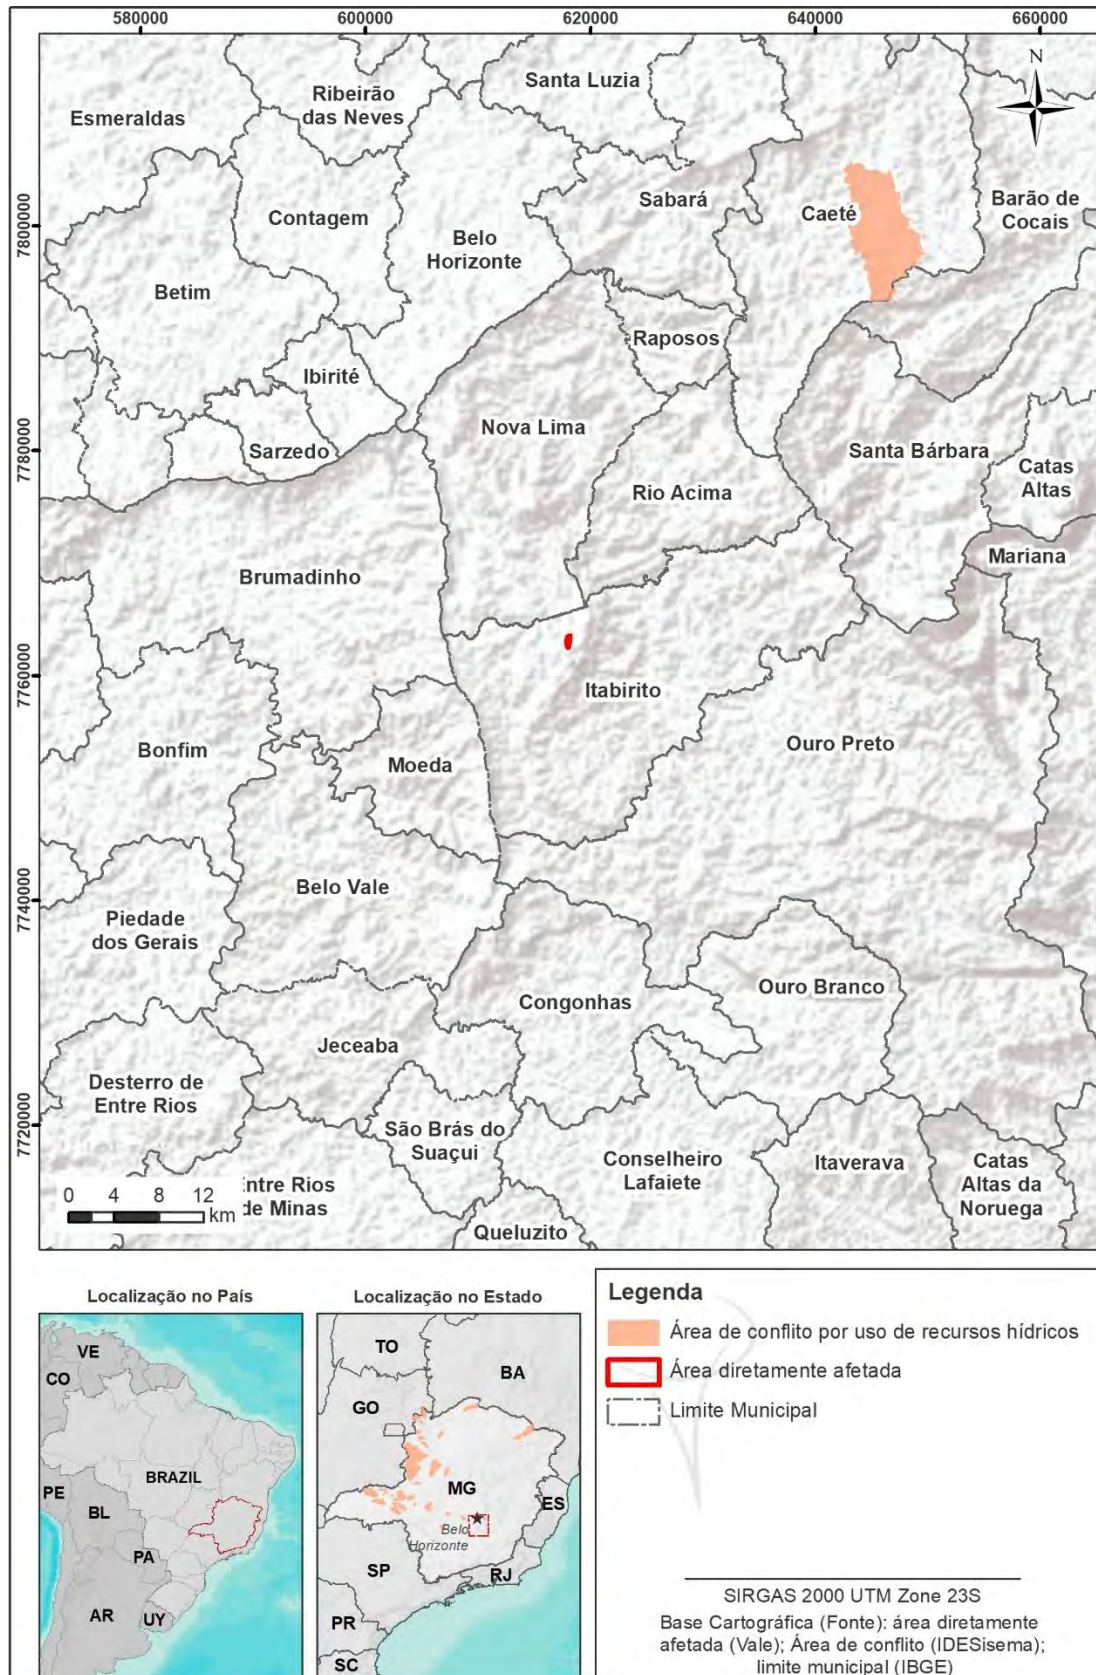 580000
600000
620000
640000
660000
N
Santa Luzia
Ribeirão
das Neves
Esmeraldas
Sabará
Barão de
Cocais
Caeté
7800000
Contagem
Belo
Horizonte
Betim
Raposos
Ibirité
Nova Lima
7780000
Sarzedo
Santa Bárbara
Catas
Altas
Rio Acima
Mariana
Brumadinho
7760000
Itabirito
Bonfim
Moeda
Ouro Preto
Belo Vale
7740000
Piedade
dos Gerais
Congonhas
Ouro Branco
Jeceaba
Desterro de
Entre Rios
7720000
São Brás do
Suaçui
Conselheiro
Lafaiete
Itaverava
Catas
Altas da
Noruega
ntre Rios
de Minas
0 4 8 12
km
Queluzito
Localização no País
VE
CO
BRAZIL
PE
BL
PA
AR
UY
Localização no Estado
TO
BA
GO
MG
ES
Belo
Horizonte
SP
RJ
PR
SC
Legenda
Área de conflito por uso de recursos hídricos
Área diretamente afetada
Limite Municipal
SIRGAS 2000 UTM Zone 23S
Base Cartográfica (Fonte): área diretamente
afetada (Vale); Área de conflito (IDESisema);
limite municipal (IBGE)